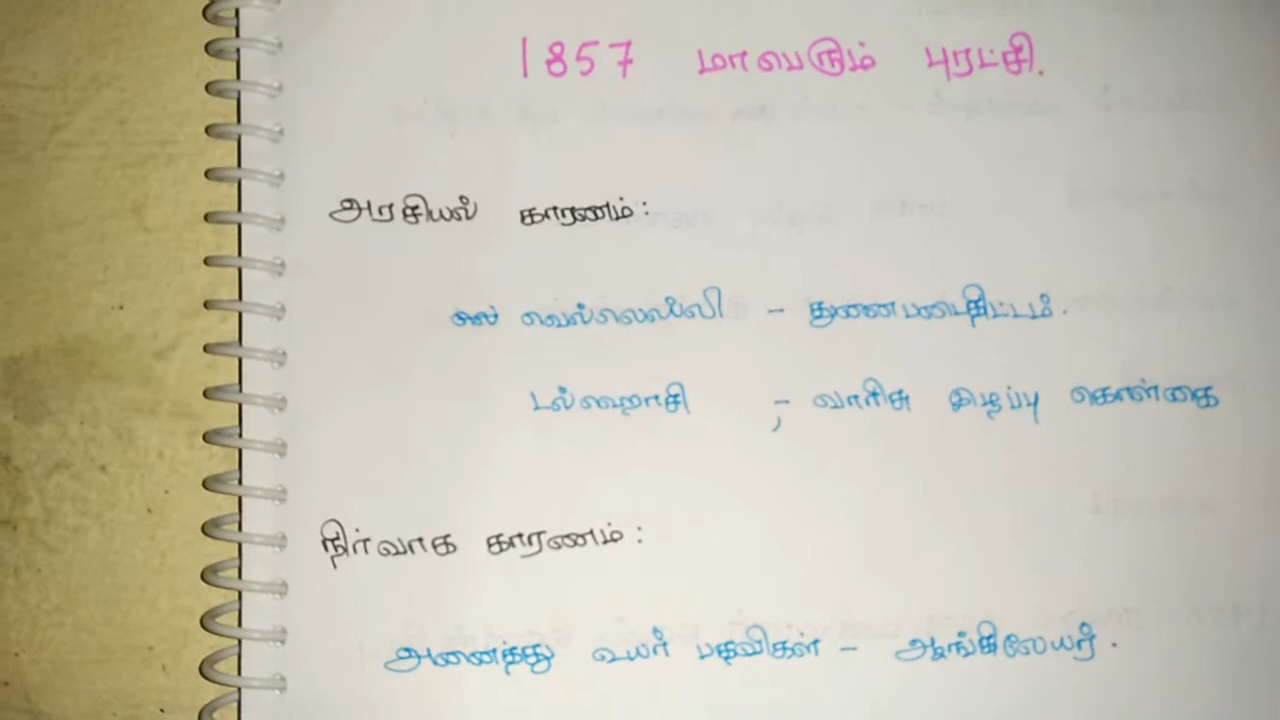 1857 மாபெரும் புரட்சி.
அரசியல் காரணம்:
வெல்லெஸ்லி - துணைபடைதிட்டம்.
டல்ஹௌசி - வாரிசு இழப்பு கொள்கை
நிர்வாக காரணம்:
அனைத்து உயர் பதவிகள் - ஆங்கிலேயர்.